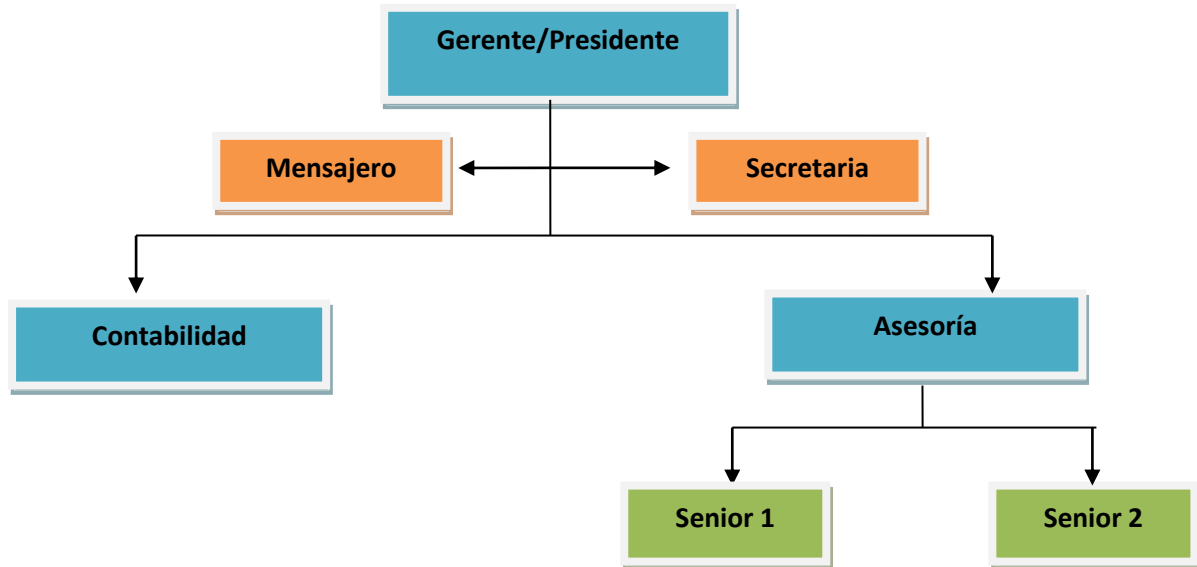 Gerente/Presidente
Mensajero
Secretaria
Contabilidad
Asesoría
Senior 1
Senior 2